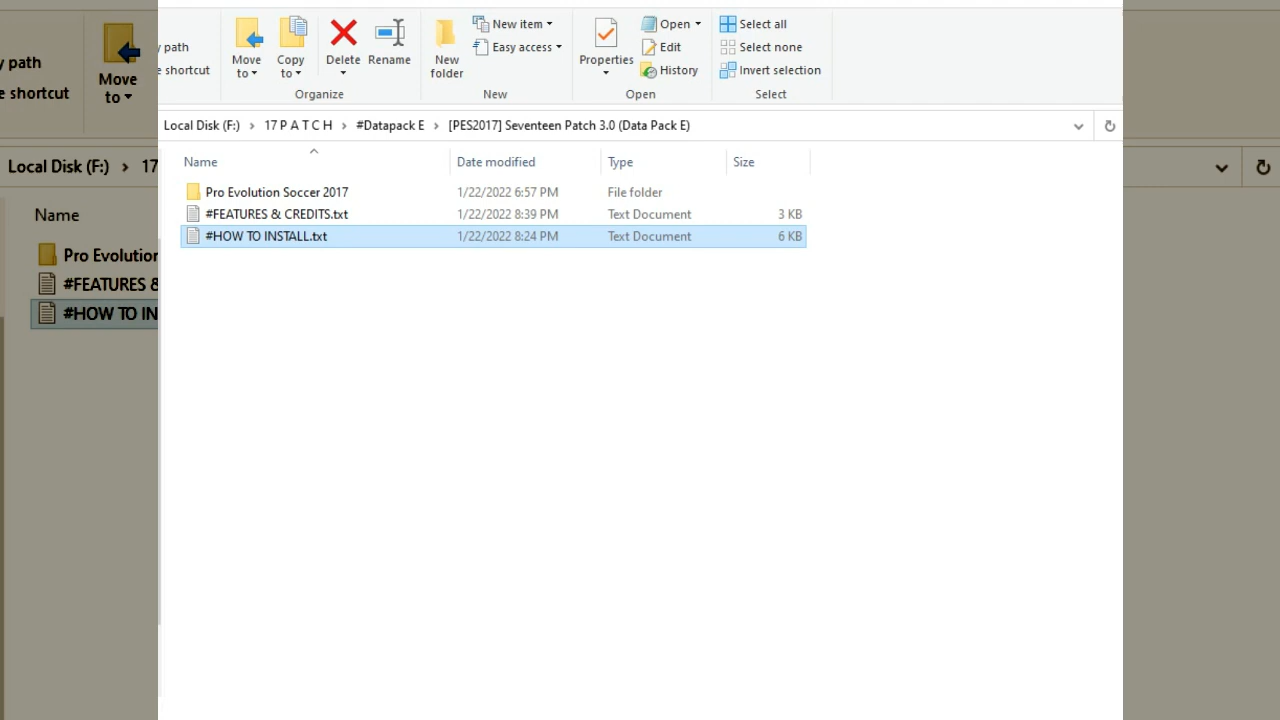 y path
e shortcut
Move
to
y path
e shortcut
Move
to
Copy
to
Delete
Rename
Organize
New
folder
New item
Easy access
New
Properties
Open
Edit
History
Open
Select all
Select none
Invert selection
Select
Local Disk (F:) > 17
Local Disk (F:) > 17 P A T C H > #Datapack E > [PES2017] Seventeen Patch 3.0 (Data Pack E)
Name
Name Date modified Type Size
Pro Evolution
#FEATURES &
#HOW TO IN
Pro Evolution Soccer 2017 1/22/2022 6:57 PM File folder
#FEATURES & CREDITS.txt 1/22/2022 8:39 PM Text Document 3 KB
#HOW TO INSTALL.txt 1/22/2022 8:24 PM Text Document 6 KB